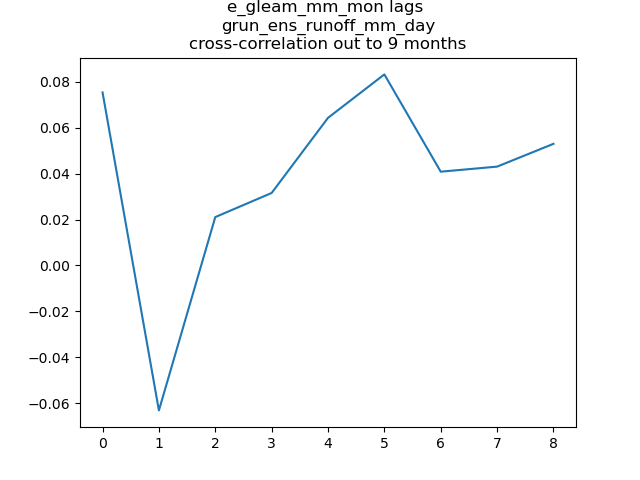 e_gleam_mm_mon lags
grun_ens_runoff_mm_day
cross-correlation out to 9 months
0.08
0.06
0.04
0.02
0.00
−0.02
−0.04
−0.06
0 1 2 3 4 5 6 7 8